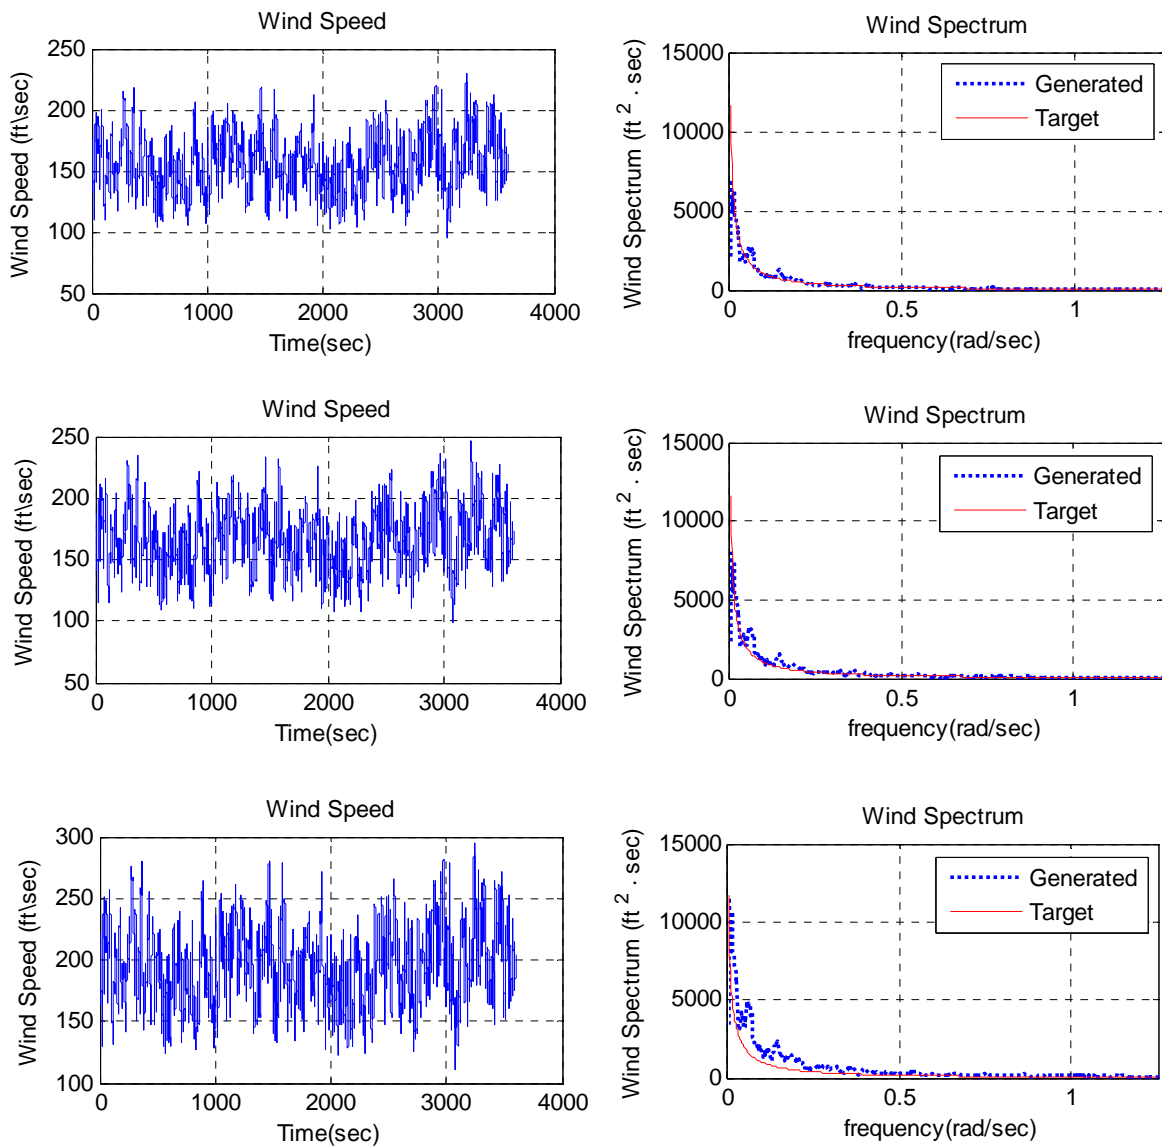 Wind Speed
Wind Speed (ft\sec)
250
200
150
100
50
0
1000
2000
3000
4000
Time(sec)
Wind Spectrum
Wind Spectrum (ft 2 . sec)
15000
10000
5000
0
0
0.5
1
frequency(rad/sec)
Generated
Target
Wind Speed
Wind Speed (ft\sec)
250
200
150
100
50
0
1000
2000
3000
4000
Time(sec)
Wind Spectrum
Wind Spectrum (ft 2 . sec)
15000
10000
5000
0
0
0.5
1
frequency(rad/sec)
Generated
Target
Wind Speed
Wind Speed (ft\sec)
300
250
200
150
100
0
1000
2000
3000
4000
Time(sec)
Wind Spectrum
Wind Spectrum (ft 2 . sec)
15000
10000
5000
0
0
0.5
1
frequency(rad/sec)
Generated
Target